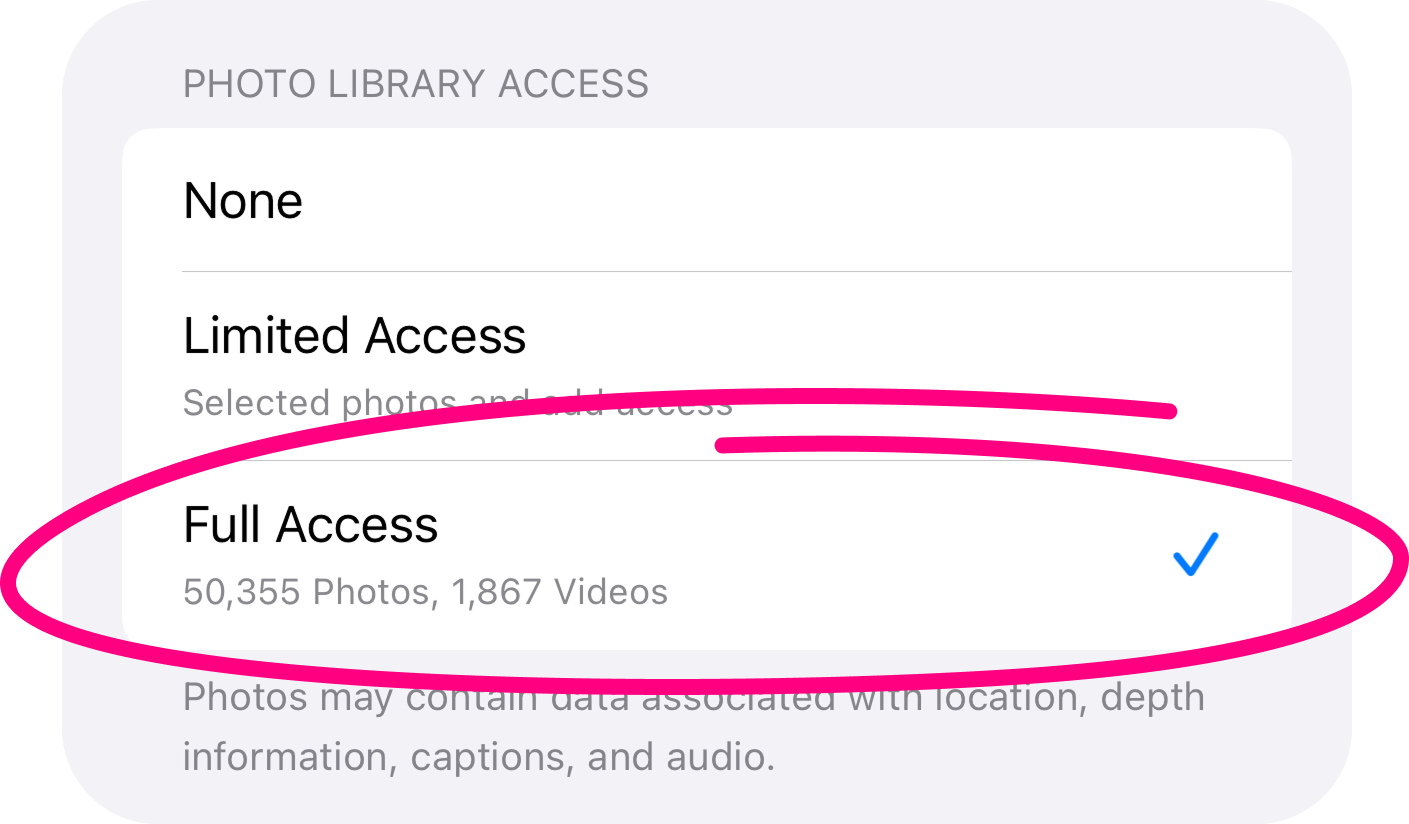 PHOTO LIBRARY ACCESS
None
Limited Access
Selected photos and add access
Full Access
50,355 Photos, 1,867 Videos
Photos may contain data associated with location, depth
information, captions, and audio.